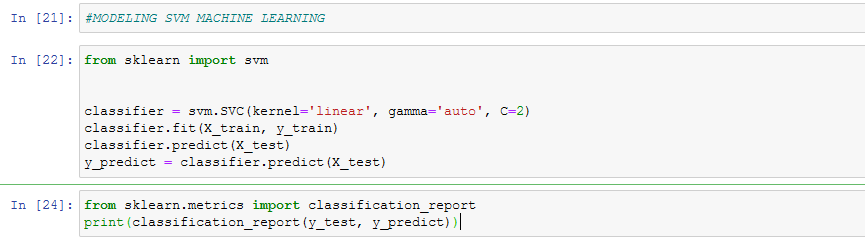 In [21]: #MODELING SVM MACHINE LEARNING
In [22]: from sklearn import svm
classifier = svm.SVC(kernel='linear', gamma='auto', C=2)
classifier.fit(X_train, y_train)
classifier.predict(X_test)
y_predict = classifier.predict(X_test)
In [24]: from sklearn.metrics import classification_report
print(classification_report(y_test, y_predict))